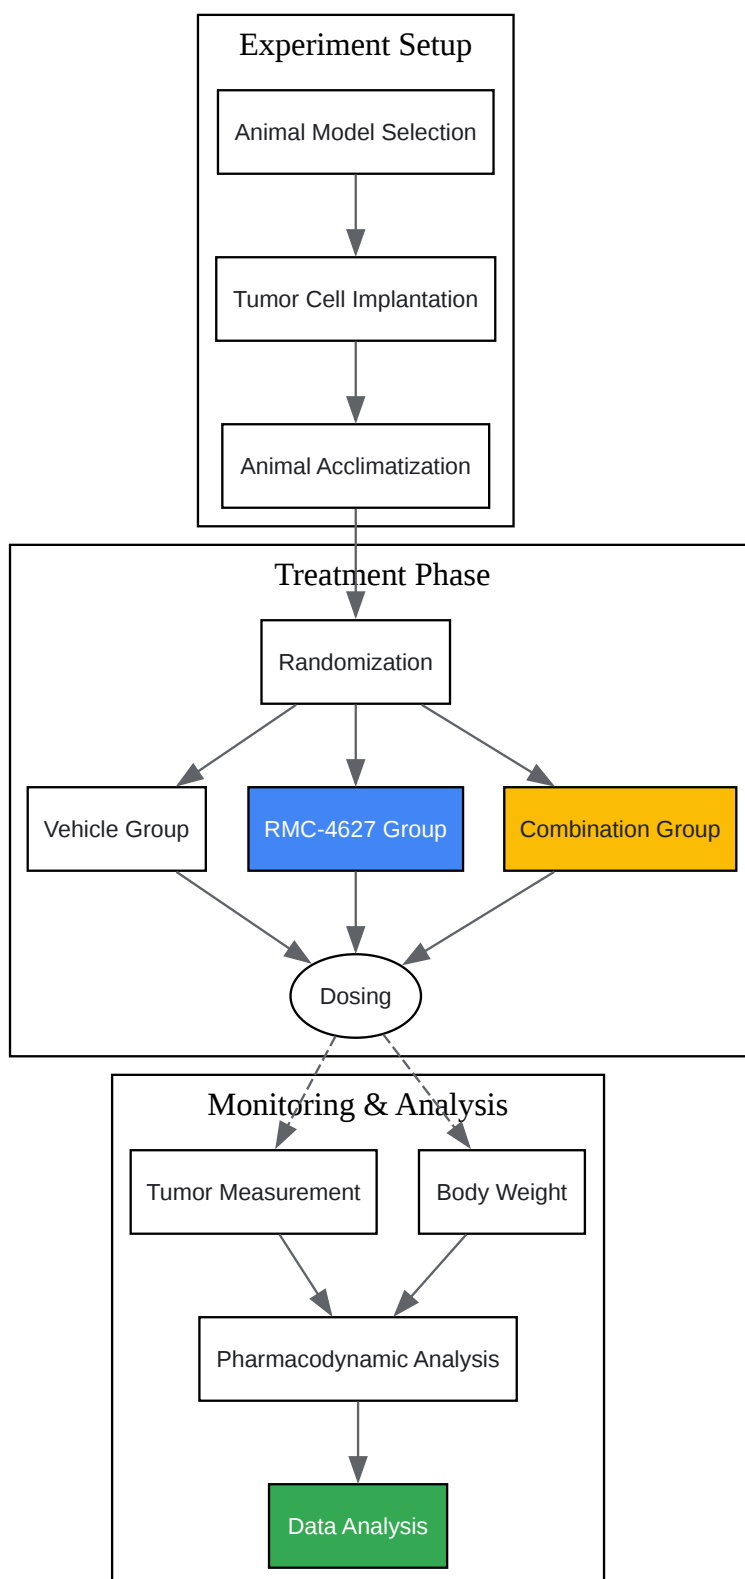 Experiment Setup
Animal Model Selection
Tumor Cell Implantation
Animal Acclimatization
Treatment Phase
Randomization
Vehicle Group
RMC-4627 Group
Combination Group
Dosing
Monitoring & Analysis
Tumor Measurement
Body Weight
Pharmacodynamic Analysis
Data Analysis